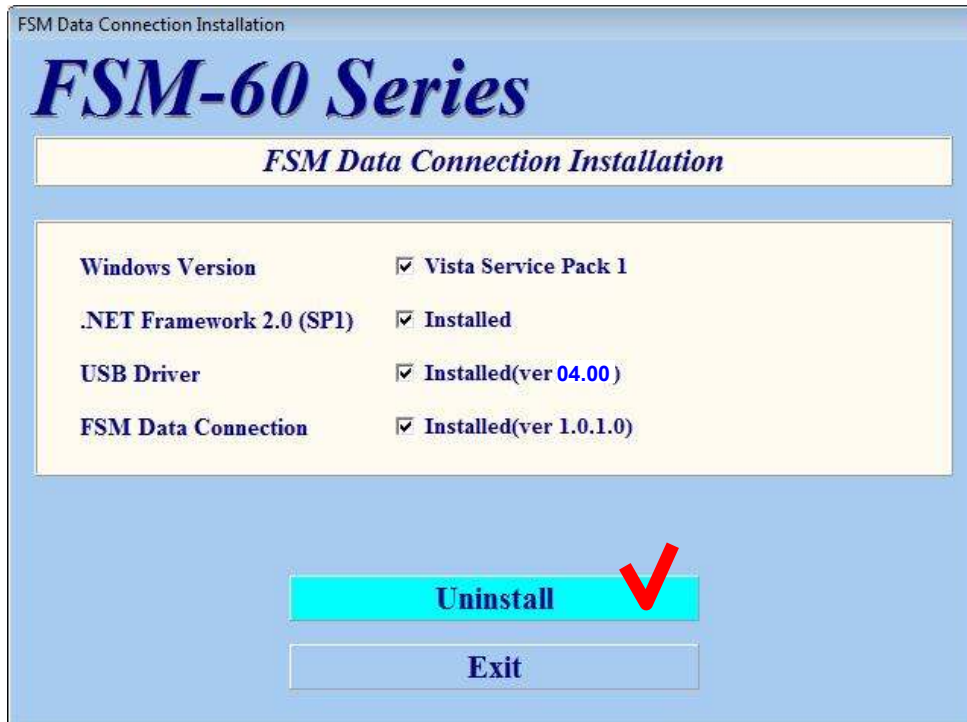 FSM Data Connection Installation
FSM-60 Series
FSM Data Connection Installation
Windows Version Vista Service Pack 1
.NET Framework 2.0 (SP1) Installed
USB Driver Installed(ver 04.00 )
FSM Data Connection Installed(ver 1.0.1.0)
Uninstall
Exit